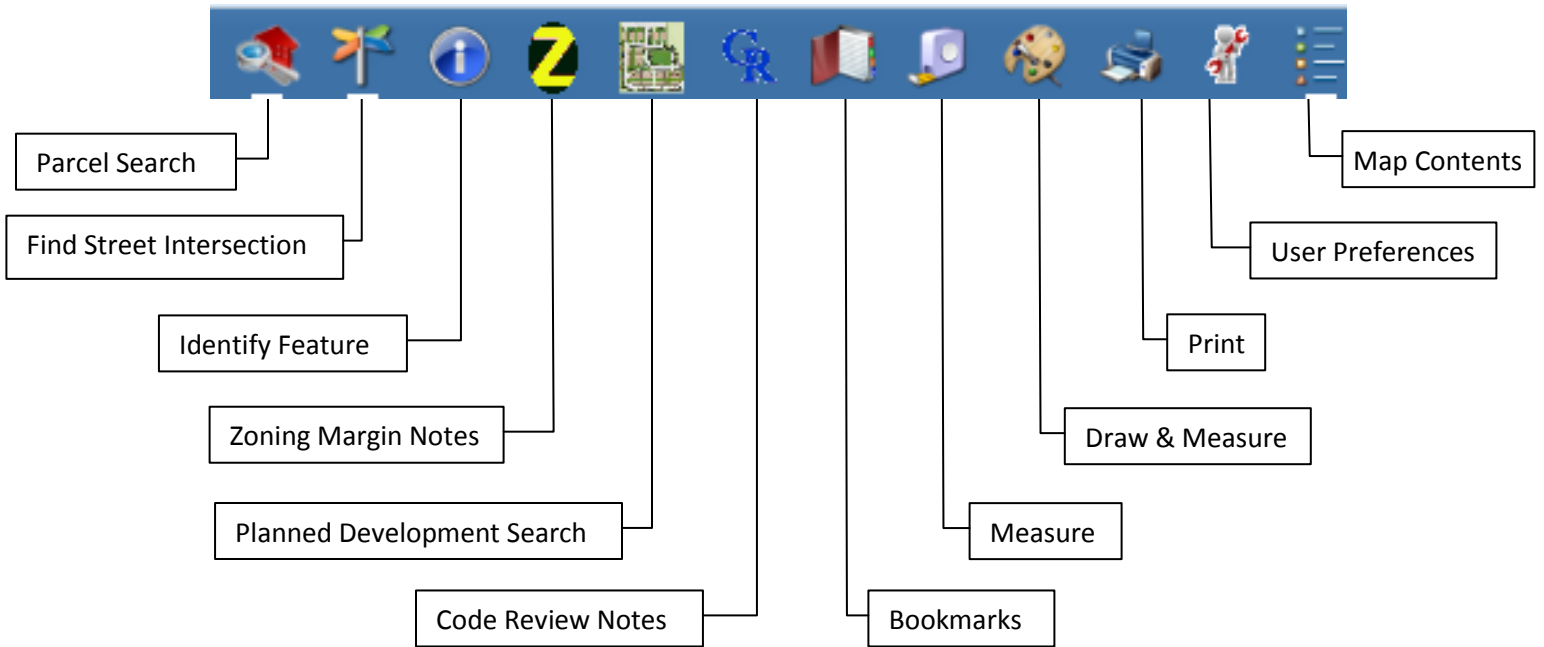 Z
CR
Parcel Search
Map Contents
Find Street Intersection
User Preferences
Identify Feature
Print
Zoning Margin Notes
Draw & Measure
Planned Development Search
Measure
Code Review Notes
Bookmarks